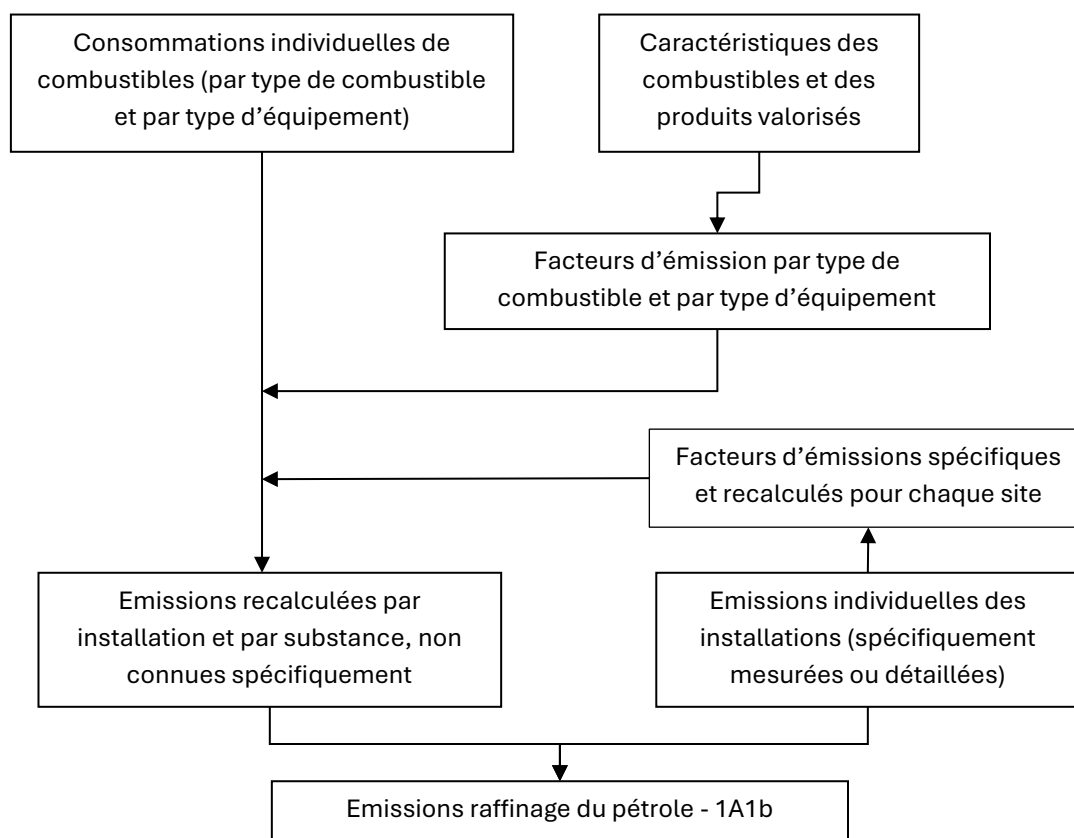 Consommations individuelles de
combustibles (par type de combustible
et par type d’équipement)
Caractéristiques des
combustibles et des
produits valorisés
Facteurs d’émission par type de
combustible et par type d’équipement
Facteurs d’émissions spécifiques
et recalculés pour chaque site
Emissions recalculées par
installation et par substance, non
connues spécifiquement
Emissions individuelles des
installations (spécifiquement
mesurées ou détaillées)
Emissions raffinage du pétrole - 1A1b